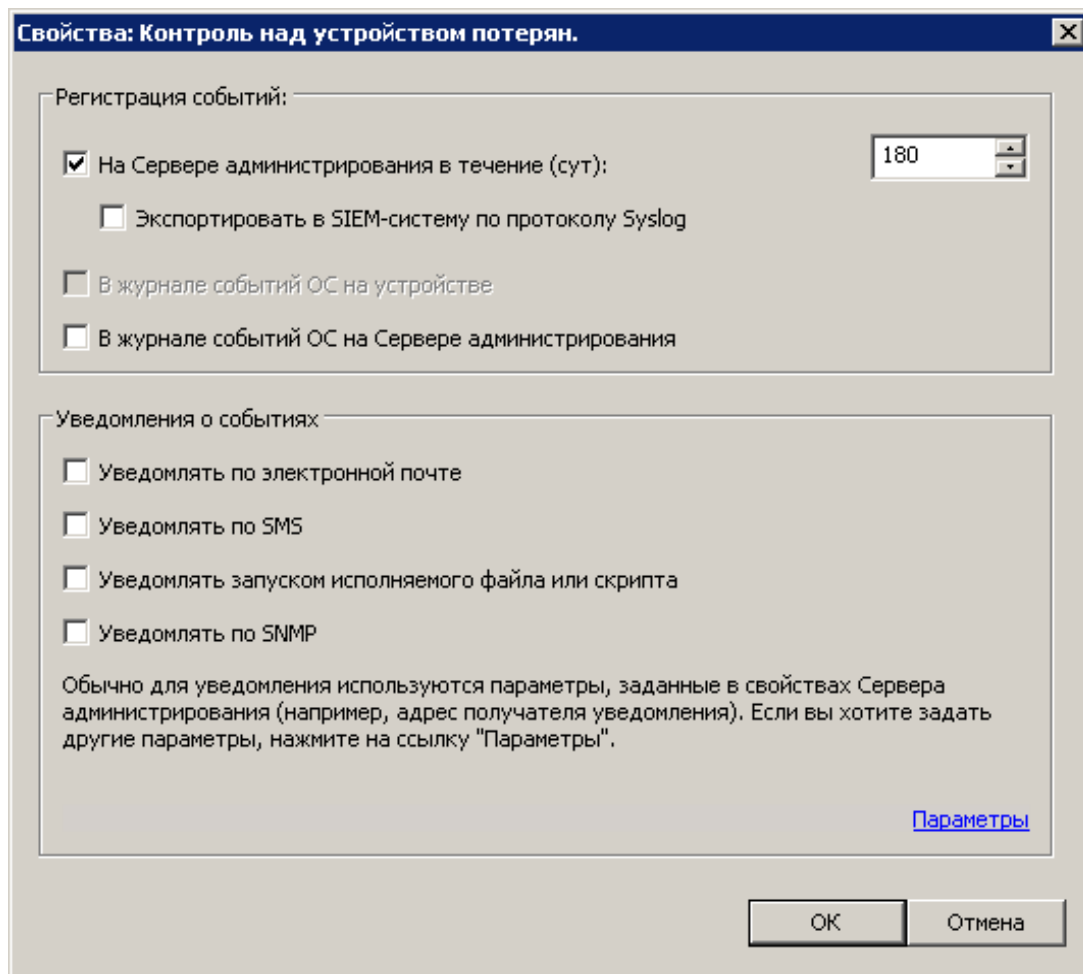 Свойства: Контроль над устройством потерян.
Регистрация событий:
На Сервере администрирования в течение (сут):
180
Экспортировать в SIEM-систему по протоколу Syslog
В журнале событий ОС на устройстве
В журнале событий ОС на Сервере администрирования
Уведомления о событиях
Уведомлять по электронной почте
Уведомлять по SMS
Уведомлять запуском исполняемого файла или скрипта
Уведомлять по SNMP
Обычно для уведомления используются параметры, заданные в свойствах Сервера
администрирования (например, адрес получателя уведомления). Если вы хотите задать
другие параметры, нажмите на ссылку "Параметры".
Параметры
ОК
Отмена